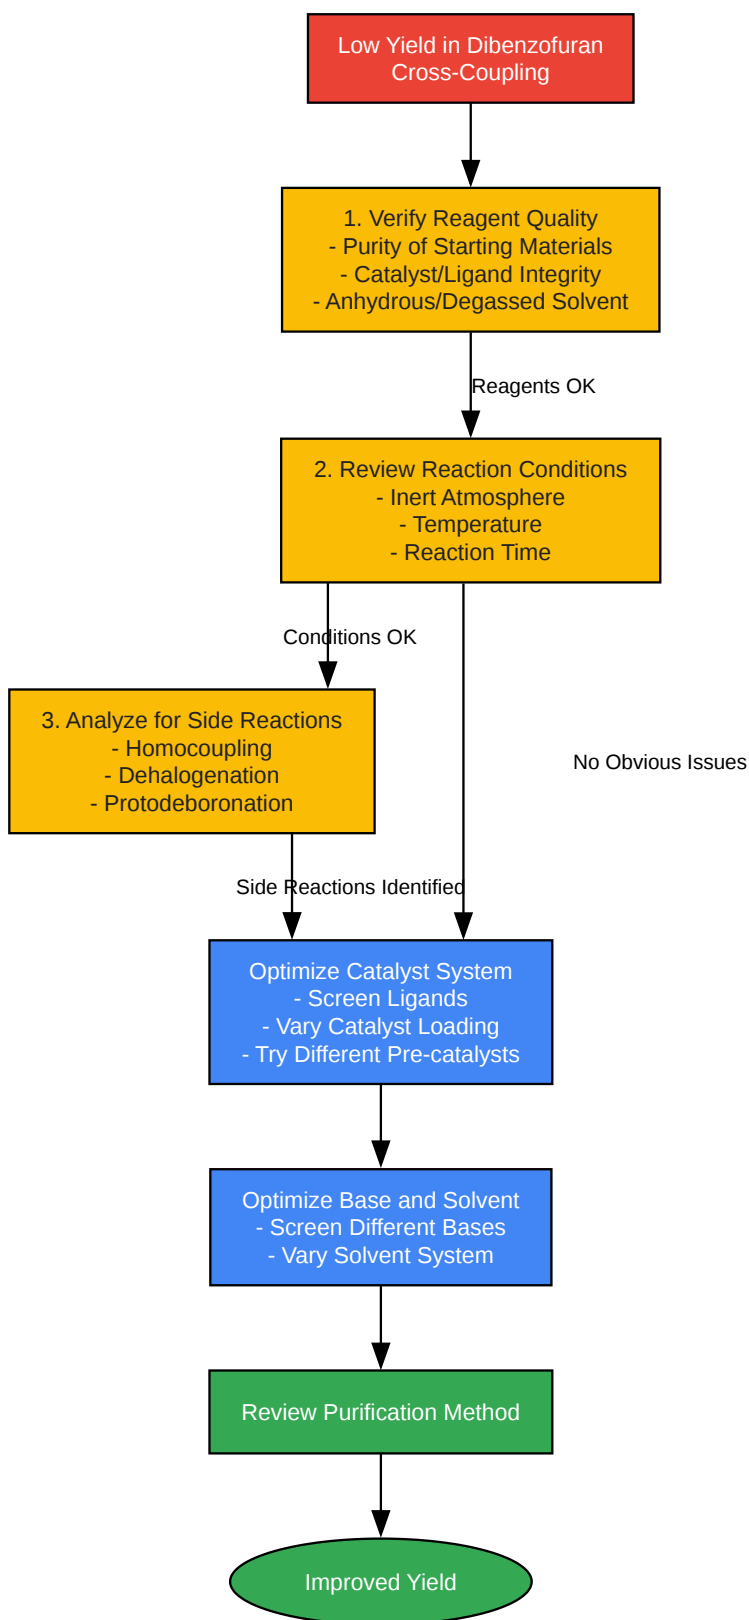 Low Yield in Dibenzofuran
Cross-Coupling
1. Verify Reagent Quality
- Purity of Starting Materials
- Catalyst/Ligand Integrity
- Anhydrous/Degassed Solvent
Reagents OK
2. Review Reaction Conditions
- Inert Atmosphere
- Temperature
- Reaction Time
Conditions OK
3. Analyze for Side Reactions
- Homocoupling
- Dehalogenation
- Protodeboronation
No Obvious Issues
Side Reactions Identified
Optimize Catalyst System
- Screen Ligands
- Vary Catalyst Loading
- Try Different Pre-catalysts
Optimize Base and Solvent
- Screen Different Bases
- Vary Solvent System
Review Purification Method
Improved Yield